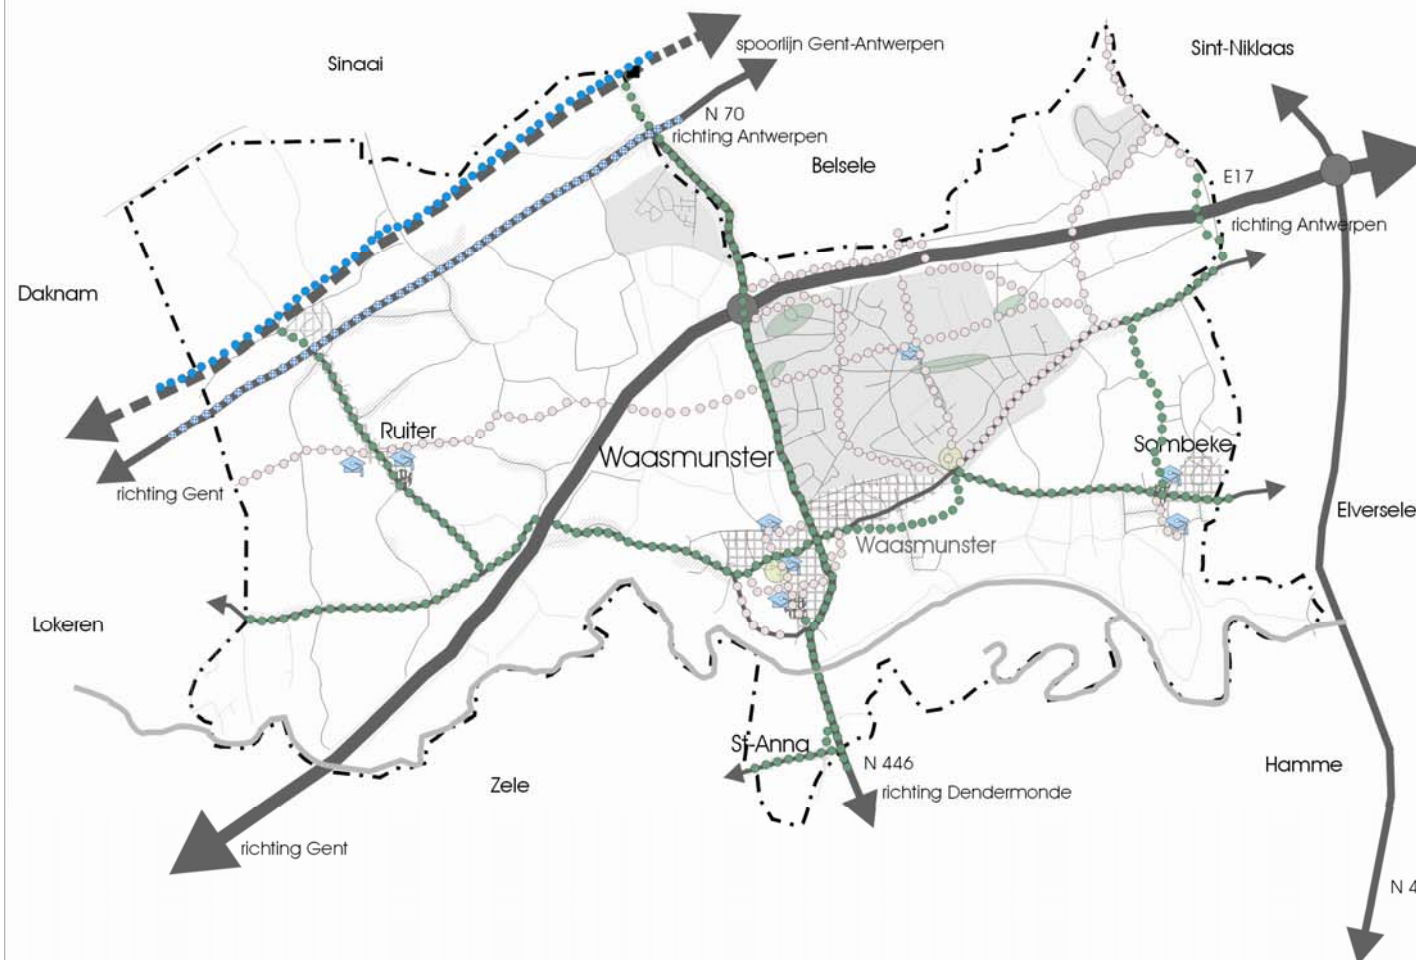 spoorlijn Gent-Antwerpen
Sint-Niklaas
Sinaai
N 70
richting Antwerpen
Belsele
E17
richting Antwerpen
Daknam
Ruiter
Sombeke
Waasmunster
richting Gent
Elversele
Waasmunster
Lokeren
St-Anna
N 446
Hamme
Zele
richting Dendermonde
richting Gent
N 4